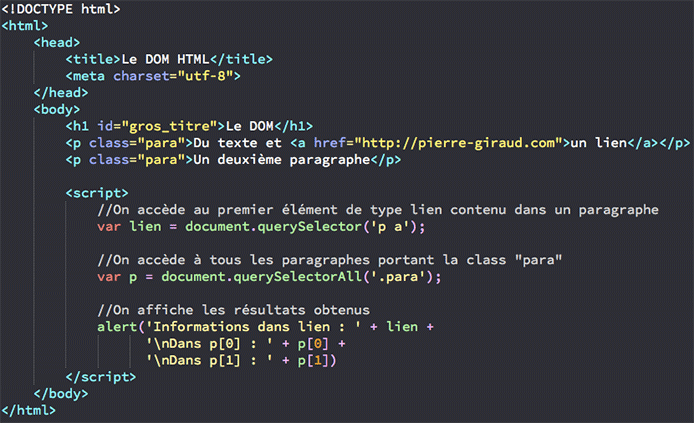 <!DOCTYPE html>
<html>
<head>
<title>Le DOM HTML</title>
<meta charset="utf-8">
</head>
<body>
<h1 id="gros_titre">Le DOM</h1>
<p class="para">Du texte et <a href="http://pierre-giraud.com">un lien</a></p>
<p class="para">Un deuxième paragraphe</p>
<script>
//On accède au premier élément de type lien contenu dans un paragraphe
var lien = document.querySelector('p a');
//On accède à tous les paragraphes portant la class "para"
var p = document.querySelectorAll('.para');
//On affiche les résultats obtenus
alert('Informations dans lien : ' + lien +
'\nDans p[0] : ' + p[0] +
'\nDans p[1] : ' + p[1])
</script>
</body>
</html>